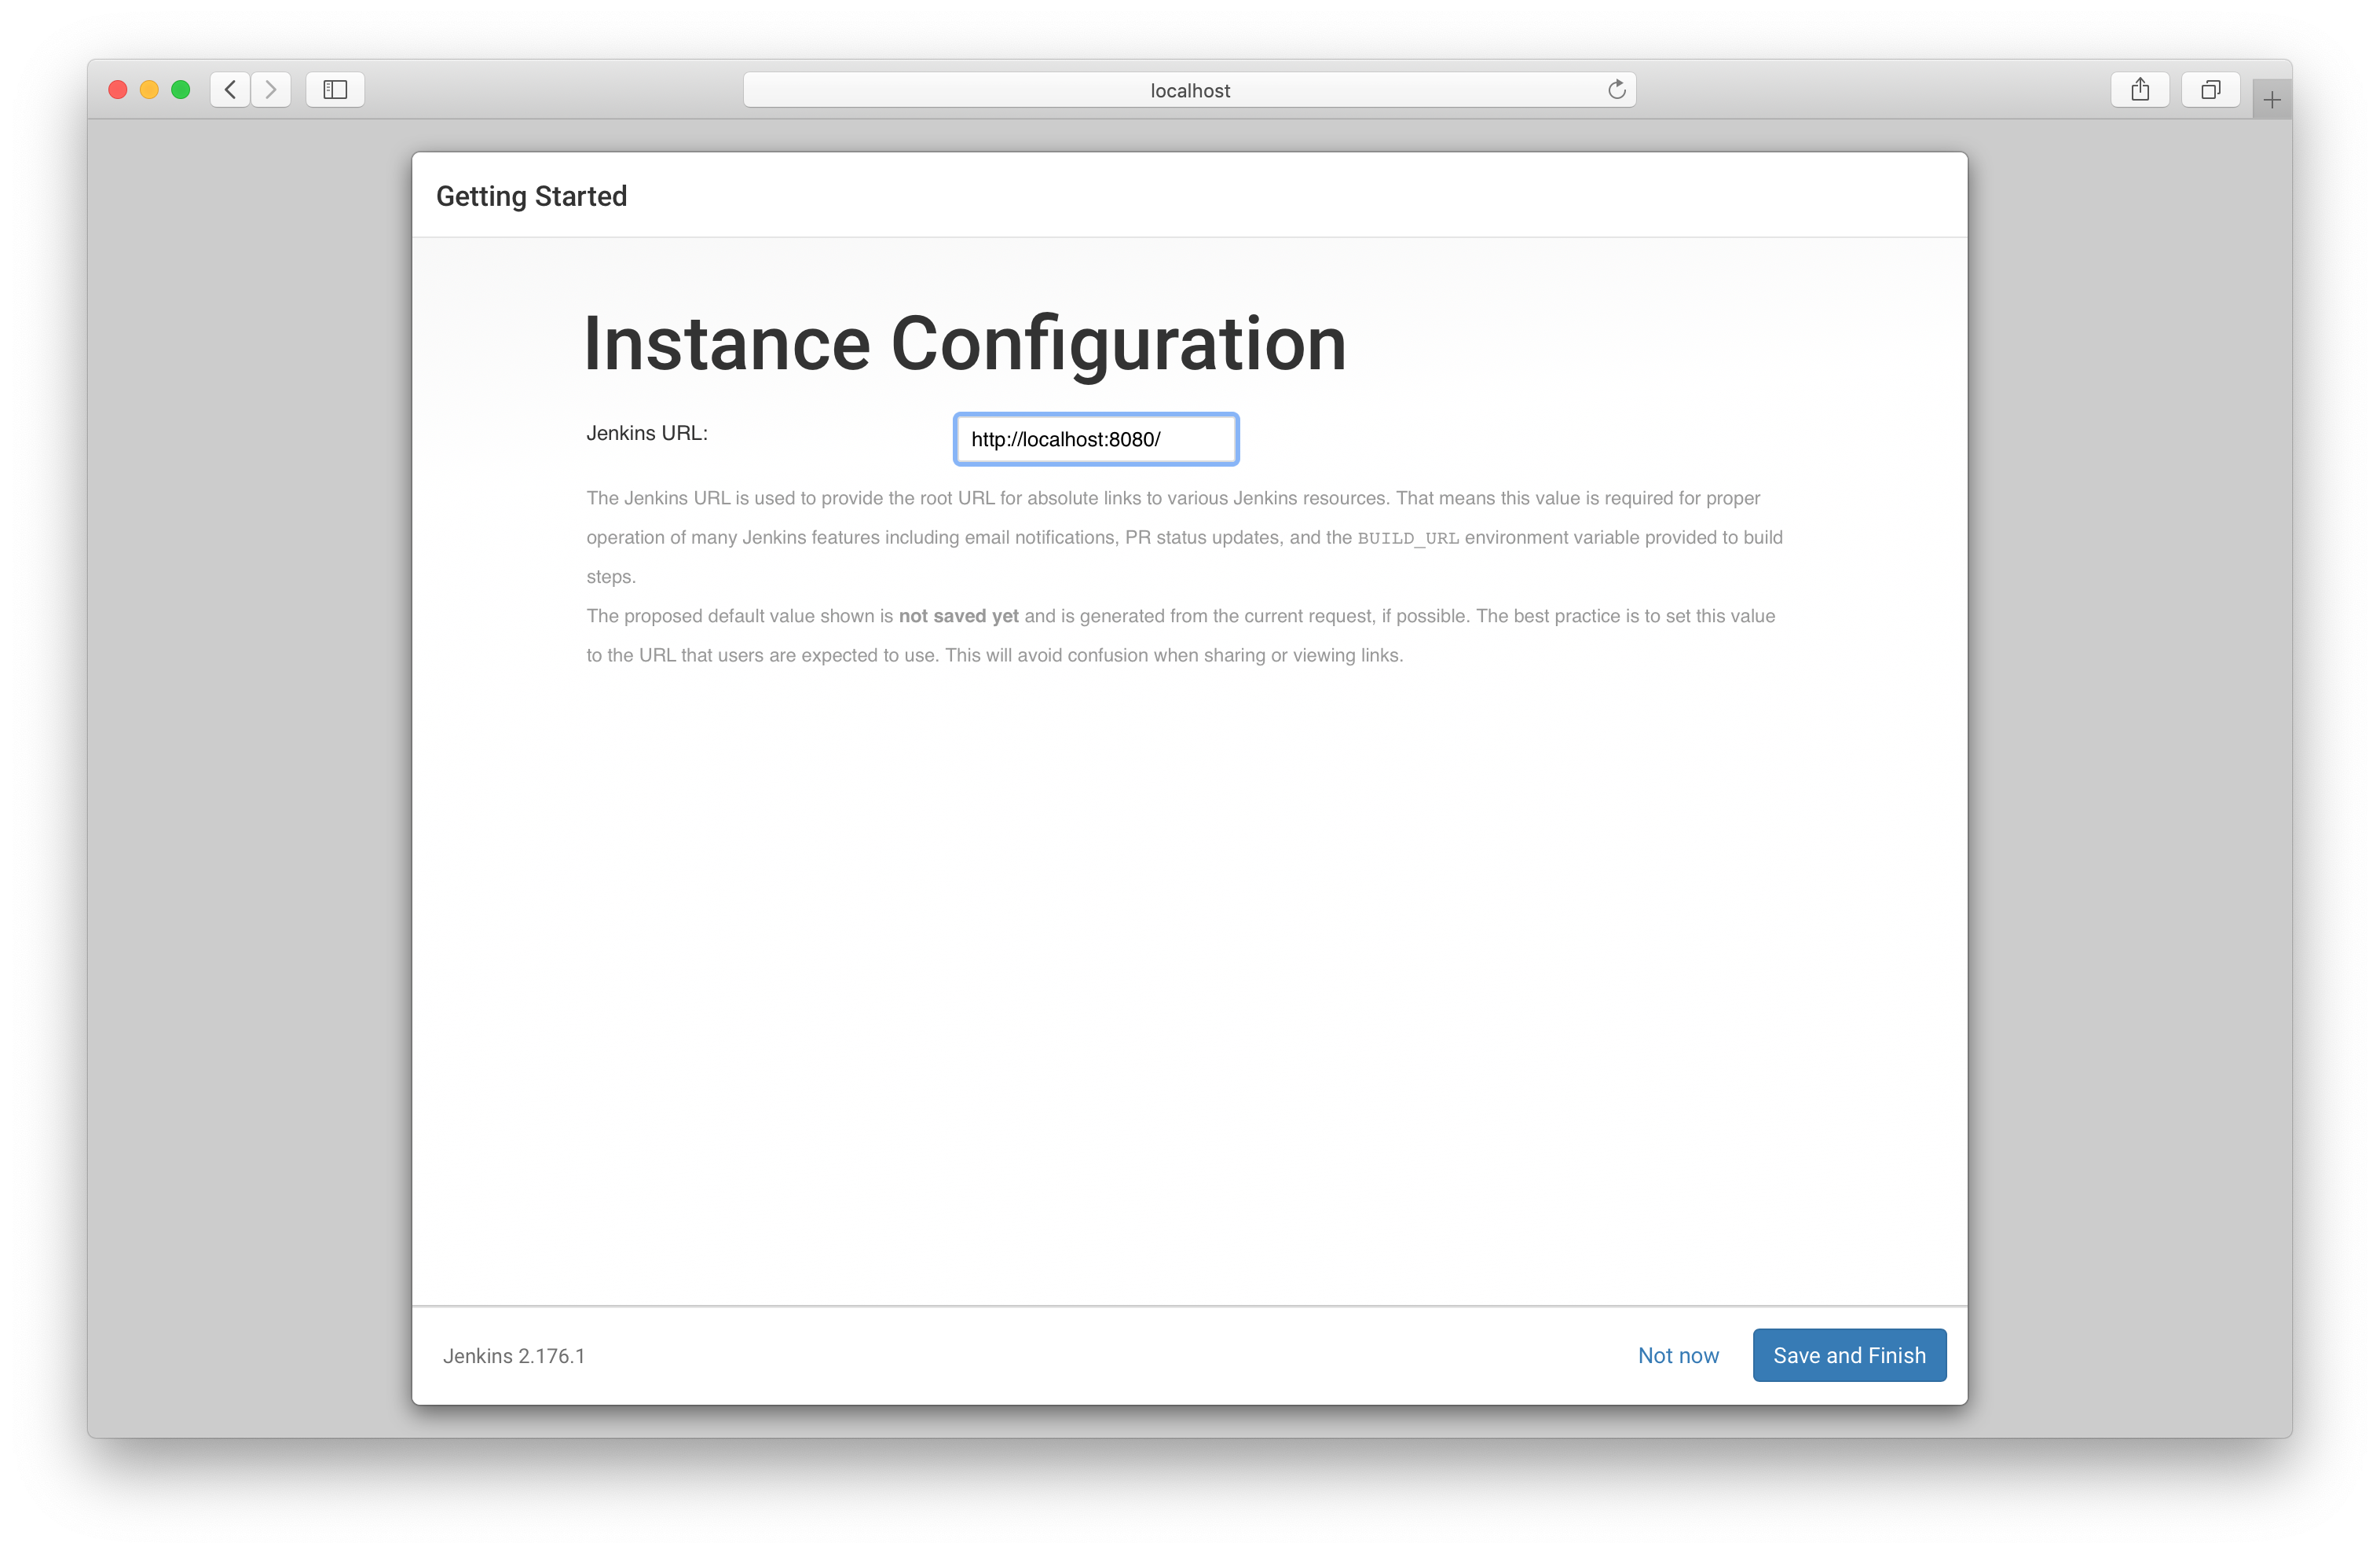 localhost
Getting Started
Instance Configuration
Jenkins URL:
http://localhost:8080/
The Jenkins URL is used to provide the root URL for absolute links to various Jenkins resources. That means this value is required for proper
operation of many Jenkins features including email notifications, PR status updates, and the BUILD_URL environment variable provided to build
steps.
The proposed default value shown is not saved yet and is generated from the current request, if possible. The best practice is to set this value
to the URL that users are expected to use. This will avoid confusion when sharing or viewing links.
Jenkins 2.176.1
Not now
Save and Finish